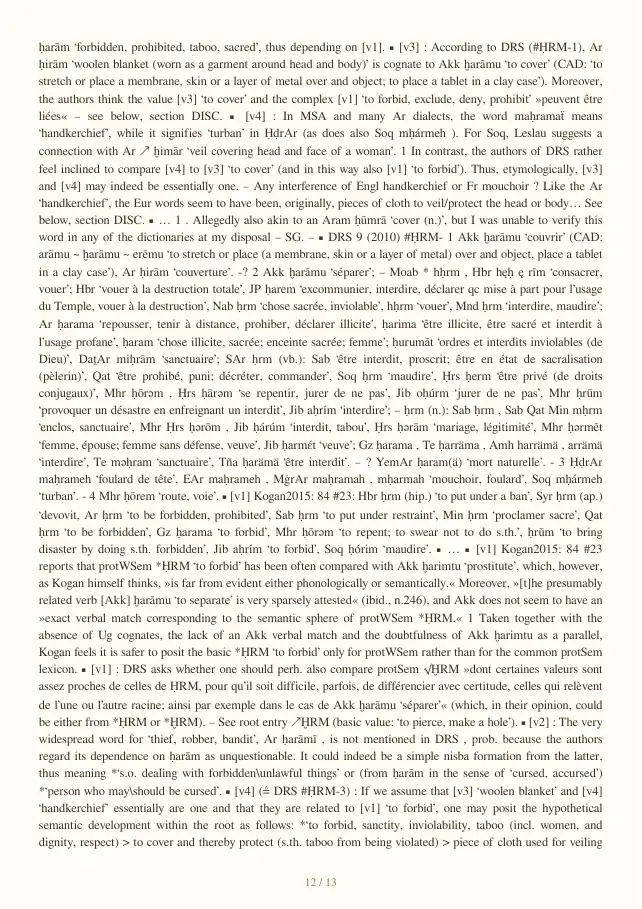 ḥarām ‘forbidden, prohibited, taboo, sacred’, thus depending on [v1]. ▪ [v3] : According to DRS (#ḤRM-1), Ar
ḥirām ‘woolen blanket (worn as a garment around head and body)’ is cognate to Akk ḫarāmu ‘to cover’ (CAD: ‘to
stretch or place a membrane, skin or a layer of metal over and object; to place a tablet in a clay case’). Moreover,
the authors think the value [v3] ‘to cover’ and the complex [v1] ‘to forbid, exclude, deny, prohibit’ »peuvent être
liées« – see below, section DISC. ▪ [v4] : In MSA and many Ar dialects, the word maḥramaẗ means
‘handkerchief’, while it signifies ‘turban’ in ḤḍrAr (as does also Soq mḥármeh ). For Soq, Leslau suggests a
connection with Ar ↗ ḫimār ‘veil covering head and face of a woman’. 1 In contrast, the authors of DRS rather
feel inclined to compare [v4] to [v3] ‘to cover’ (and in this way also [v1] ‘to forbid’). Thus, etymologically, [v3]
and [v4] may indeed be essentially one. – Any interference of Engl handkerchief or Fr mouchoir ? Like the Ar
‘handkerchief’, the Eur words seem to have been, originally, pieces of cloth to veil/protect the head or body… See
below, section DISC. ▪ … 1 . Allegedly also akin to an Aram ḥūmrā ‘cover (n.)’, but I was unable to verify this
word in any of the dictionaries at my disposal – SG. – ▪ DRS 9 (2010) #ḤRM- 1 Akk ḫarāmu ‘couvrir’ (CAD:
arāmu ~ ḫarāmu ~ erēmu ‘to stretch or place (a membrane, skin or a layer of metal) over and object, place a tablet
in a clay case’), Ar ḥirām ‘couverture’. -? 2 Akk ḫarāmu ‘séparer’; – Moab * hḥrm , Hbr hęḥ ę rīm ‘consacrer,
vouer’; Hbr ‘vouer à la destruction totale’, JP ḥarem ‘excommunier, interdire, déclarer qc mise à part pour l’usage
du Temple, vouer à la destruction’, Nab ḥrm ‘chose sacrée, inviolable’, hḥrm ‘vouer’, Mnd hrm ‘interdire, maudire’;
Ar ḥarama ‘repousser, tenir à distance, prohiber, déclarer illicite’, ḥarima ‘être illicite, être sacré et interdit à
l’usage profane’, ḥaram ‘chose illicite, sacrée; enceinte sacrée; femme’; ḥurumāt ‘ordres et interdits inviolables (de
Dieu)’, DaṯAr miḥrām ‘sanctuaire’; SAr ḥrm (vb.): Sab ‘être interdit, proscrit; être en état de sacralisation
(pèlerin)’, Qat ‘être prohibé, puni; décréter, commander’, Soq ḥrm ‘maudire’, Ḥrs ḥerm ‘être privé (de droits
conjugaux)’, Mhr ḥōrəm , Ḥrs ḥārəm ‘se repentir, jurer de ne pas’, Jib oḥúrm ‘jurer de ne pas’, Mhr ḥrūm
‘provoquer un désastre en enfreignant un interdit’, Jib aḥrím ‘interdire’; – ḥrm (n.): Sab ḥrm , Sab Qat Min mḥrm
‘enclos, sanctuaire’, Mhr Ḥrs ḥərōm , Jib ḥárúm ‘interdit, tabou’, Ḥrs ḥərām ‘mariage, légitimité’, Mhr ḥərmēt
‘femme, épouse; femme sans défense, veuve’, Jib ḥarmét ‘veuve’; Gz ḥarama , Te ḥarräma , Amh harrämä , arrämä
‘interdire’, Te məḥram ‘sanctuaire’, Tña ḥarämä ‘être interdit’. – ? YemAr ḥaram(ä) ‘mort naturelle’. - 3 ḤḍrAr
maḥrameh ‘foulard de tête’, EAr maḥrameh , MġrAr maḥramah , mḥarmah ‘mouchoir, foulard’, Soq mḥármeh
‘turban’. - 4 Mhr ḥōrem ‘route, voie’. ▪ [v1] Kogan2015: 84 #23: Hbr ḥrm (hip.) ‘to put under a ban’, Syr ḥrm (ap.)
‘devovit, Ar ḥrm ‘to be forbidden, prohibited’, Sab ḥrm ‘to put under restraint’, Min ḥrm ‘proclamer sacre’, Qat
ḥrm ‘to be forbidden’, Gz ḥarama ‘to forbid’, Mhr ḥōrəm ‘to repent; to swear not to do s.th.’, ḥrūm ‘to bring
disaster by doing s.th. forbidden’, Jib aḥrím ‘to forbid’, Soq ḥórim ‘maudire’. ▪ … ▪ [v1] Kogan2015: 84 #23
reports that protWSem *ḤRM ‘to forbid’ has been often compared with Akk ḫarimtu ‘prostitute’, which, however,
as Kogan himself thinks, »is far from evident either phonologically or semantically.« Moreover, »[t]he presumably
related verb [Akk] ḫarāmu ‘to separate’ is very sparsely attested« (ibid., n.246), and Akk does not seem to have an
»exact verbal match corresponding to the semantic sphere of protWSem *ḤRM.« 1 Taken together with the
absence of Ug cognates, the lack of an Akk verbal match and the doubtfulness of Akk ḫarimtu as a parallel,
Kogan feels it is safer to posit the basic *ḤRM ‘to forbid’ only for protWSem rather than for the common protSem
lexicon. ▪ [v1] : DRS asks whether one should perh. also compare protSem √ḪRM »dont certaines valeurs sont
assez proches de celles de ḤRM, pour qu’il soit difficile, parfois, de différencier avec certitude, celles qui relèvent
de l’une ou l’autre racine; ainsi par exemple dans le cas de Akk ḫarāmu ‘séparer’« (which, in their opinion, could
be either from *ḤRM or *ḪRM). – See root entry ↗ḪRM (basic value: ‘to pierce, make a hole’). ▪ [v2] : The very
widespread word for ‘thief, robber, bandit’, Ar ḥarāmī , is not mentioned in DRS , prob. because the authors
regard its dependence on ḥarām as unquestionable. It could indeed be a simple nisba formation from the latter,
thus meaning *‘s.o. dealing with forbidden\unlawful things’ or (from ḥarām in the sense of ‘cursed, accursed’)
*‘person who may\should be cursed’. ▪ [v4] (≙ DRS #ḤRM-3) : If we assume that [v3] ‘woolen blanket’ and [v4]
‘handkerchief’ essentially are one and that they are related to [v1] ‘to forbid’, one may posit the hypothetical
semantic development within the root as follows: *‘to forbid, sanctity, inviolability, taboo (incl. women, and
dignity, respect) > to cover and thereby protect (s.th. taboo from being violated) > piece of cloth used for veiling
12 / 13